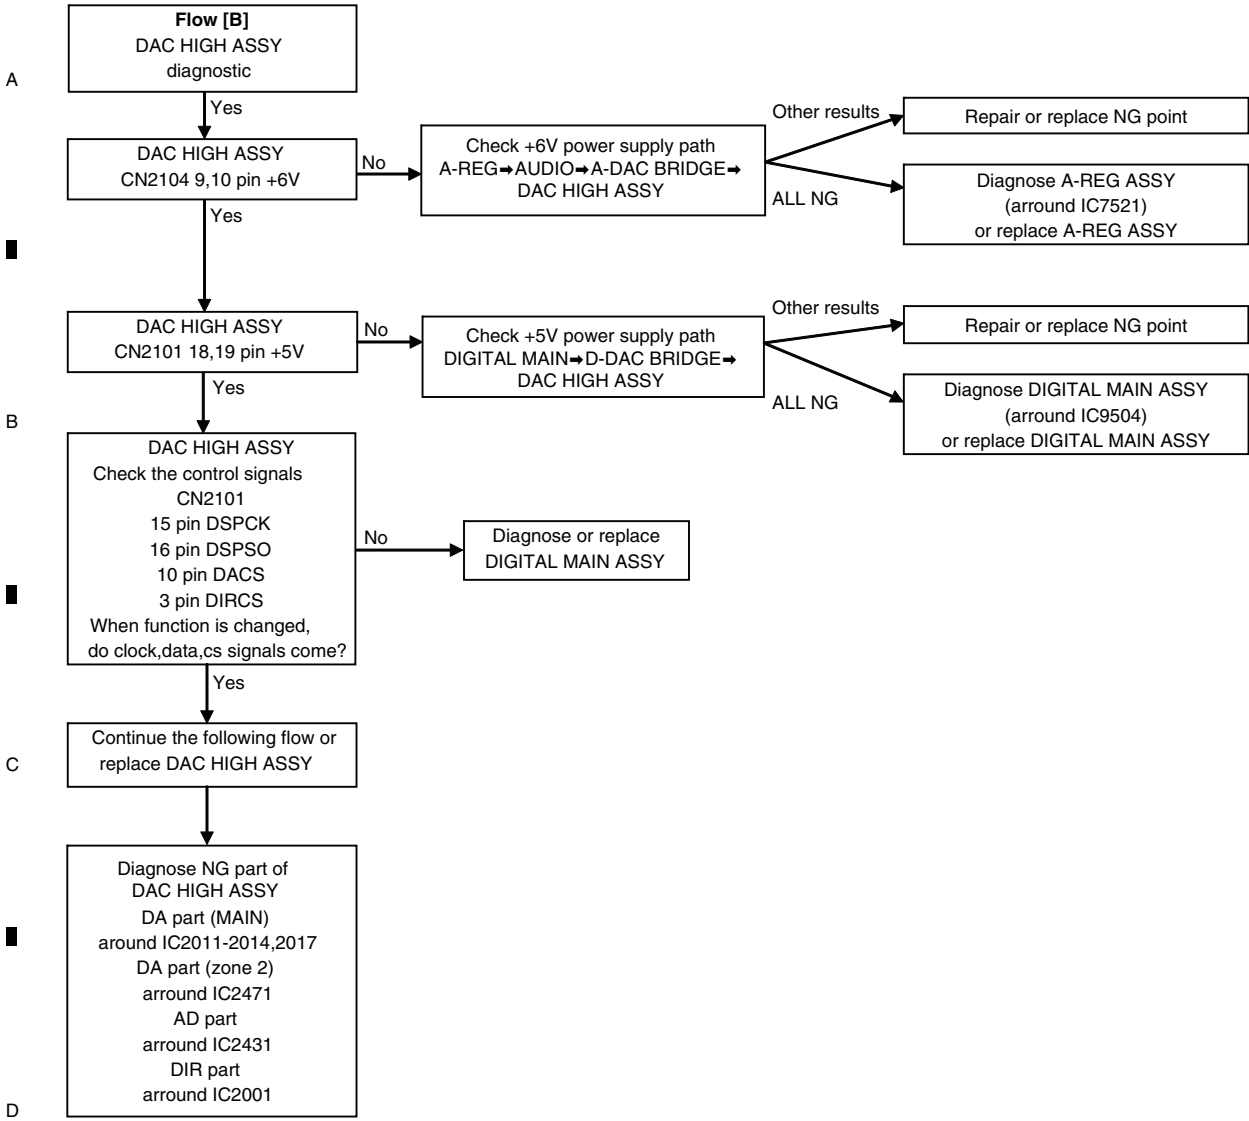 Flow [B]
DAC HIGH ASSY
diagnostic
A
Yes
DAC HIGH ASSY
CN2104 9,10 pin +6V
No
Check +6V power supply path
A-REG➡AUDIO➡A-DAC BRIDGE➡
DAC HIGH ASSY
Other results
Repair or replace NG point
ALL NG
Diagnose A-REG ASSY
(arround IC7521)
or replace A-REG ASSY
Yes
DAC HIGH ASSY
CN2101 18,19 pin +5V
No
Check +5V power supply path
DIGITAL MAIN➡D-DAC BRIDGE➡
DAC HIGH ASSY
Other results
Repair or replace NG point
ALL NG
Diagnose DIGITAL MAIN ASSY
(arround IC9504)
or replace DIGITAL MAIN ASSY
Yes
B
DAC HIGH ASSY
Check the control signals
CN2101
15 pin DSPCK
16 pin DSPSO
10 pin DACS
3 pin DIRCS
When function is changed,
do clock,data,cs signals come?
No
Diagnose or replace
DIGITAL MAIN ASSY
Yes
Continue the following flow or
replace DAC HIGH ASSY
C
Diagnose NG part of
DAC HIGH ASSY
DA part (MAIN)
around IC2011-2014,2017
DA part (zone 2)
arround IC2471
AD part
arround IC2431
DIR part
arround IC2001
D